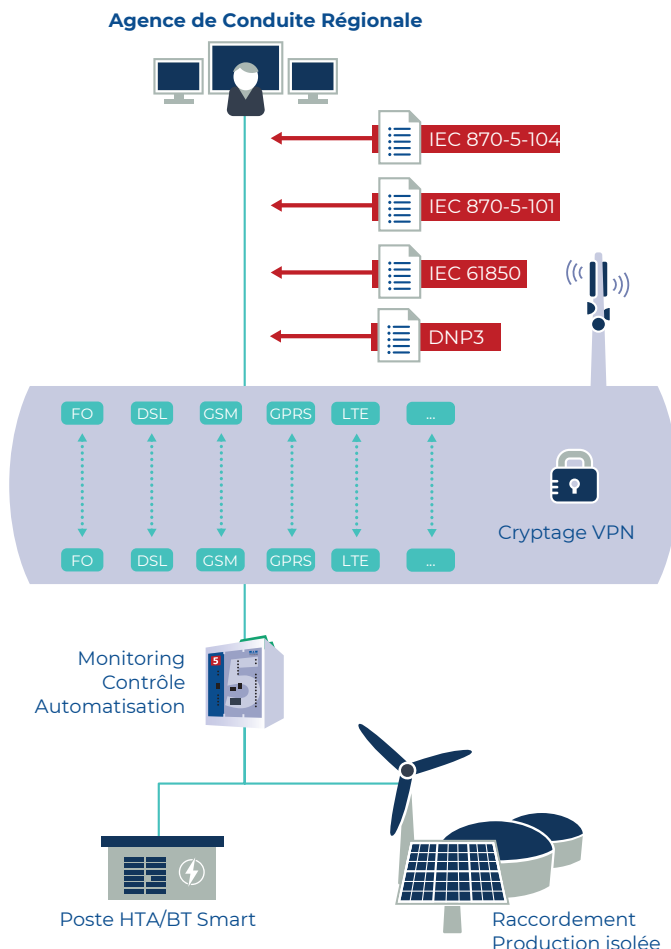 Agence de Conduite Régionale
IEC 870-5-104
IEC 870-5-101
IEC 61850
DNP3
FO DSL GSM GPRS LTE ...
Cryptage VPN
FO DSL GSM GPRS LTE ...
Monitoring
Contrôle
Automatisation
5
5
Poste HTA/BT Smart
Raccordement
Production isolée